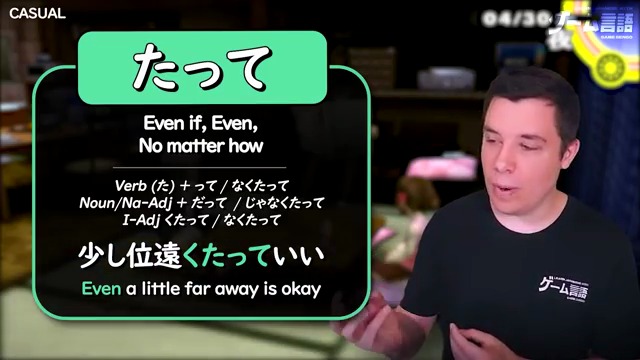 CASUAL
04/30
ゲーム言語
GAME GENGO
たって
Even if, Even,
No matter how
Verb (た) + って / なくたって
Noun/Na-Adj + だって / じゃなくたって
I-Adj くたって / なくたって
少し位遠くたっていい
Even a little far away is okay
ゲーム言語